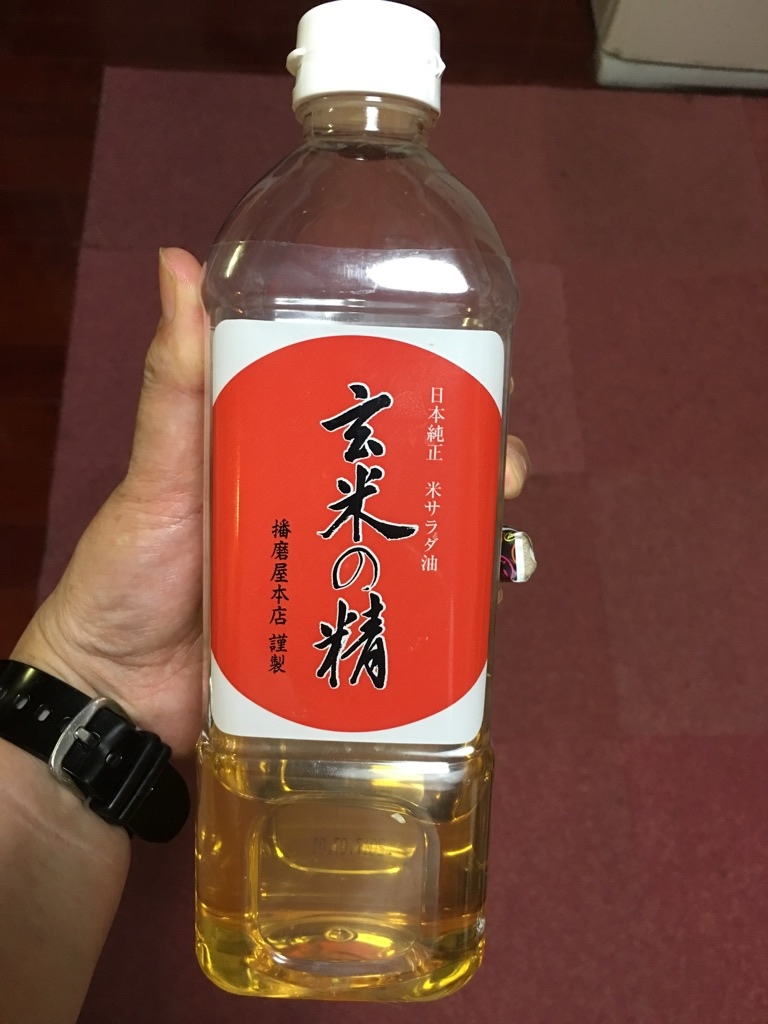 日本純正 米サラダ油
玄米の精
播磨屋本店 謹製